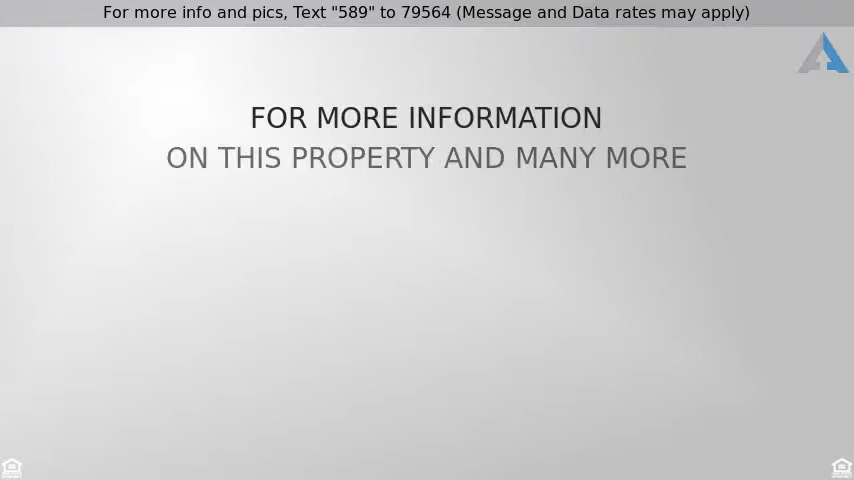 For more info and pics, Text "589" to 79564 (Message and Data rates may apply)
FOR MORE INFORMATION
ON THIS PROPERTY AND MANY MORE